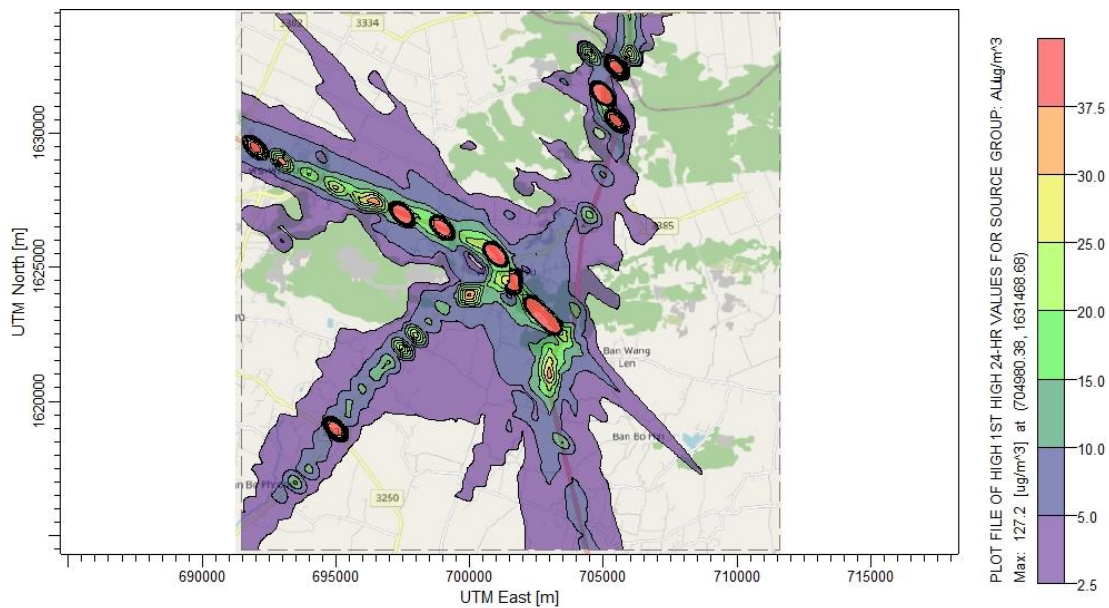 3382
3334
1630000
1625000
1620000
UTM North [m]
3385
Ban Wang
Len
Ban Bo Hin
3250
690000
695000
700000
705000
710000
715000
UTM East [m]
PLOT FILE OF HIGH 1ST HIGH 24-HR VALUES FOR SOURCE GROUP: ALL
ug/m^3
Max: 127.2 [ug/m^3] at (704980.38, 1631468.68)
37.5
30.0
25.0
20.0
15.0
10.0
5.0
2.5